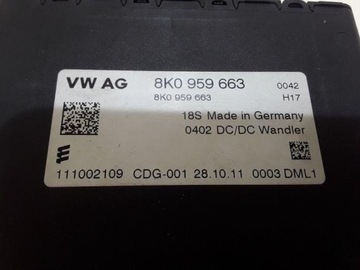 VW AG 8K0 959 663 0042
8K0 959 663 H17
18S Made in Germany
0402 DC/DC Wandler
111002109 CDG-001 28.10.11 0003 DML1